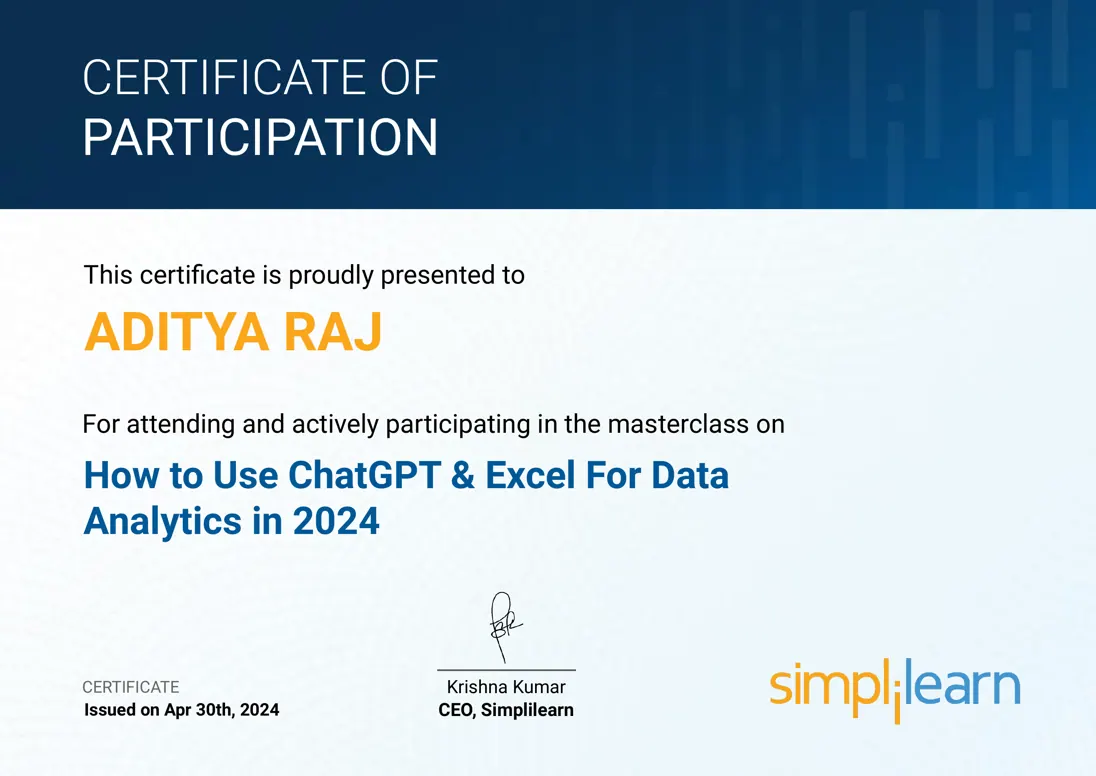 CERTIFICATE OF
PARTICIPATION
This certificate is proudly presented to
ADITYA RAJ
For attending and actively participating in the masterclass on
How to Use ChatGPT & Excel For Data
Analytics in 2024
CERTIFICATE
Issued on Apr 30th, 2024
Krishna Kumar
CEO, Simplilearn
simplilearn